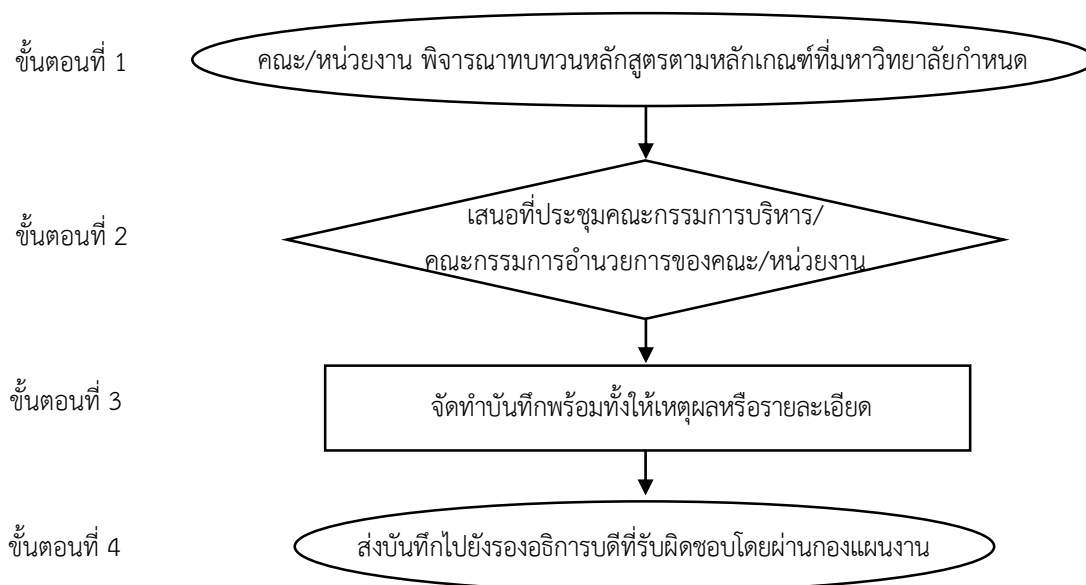 ขั้นตอนที่ 1
คณะ/หน่วยงาน พิจารณาทบทวนหลักสูตรตามหลักเกณฑ์ที่มหาวิทยาลัยกำหนด
ขั้นตอนที่ 2
เสนอที่ประชุมคณะกรรมการบริหาร/
คณะกรรมการอำนวยการของคณะ/หน่วยงาน
ขั้นตอนที่ 3
จัดทำบันทึกพร้อมทั้งให้เหตุผลหรือรายละเอียด
ขั้นตอนที่ 4
ส่งบันทึกไปยังรองอธิการบดีที่รับผิดชอบโดยผ่านกองแผนงาน